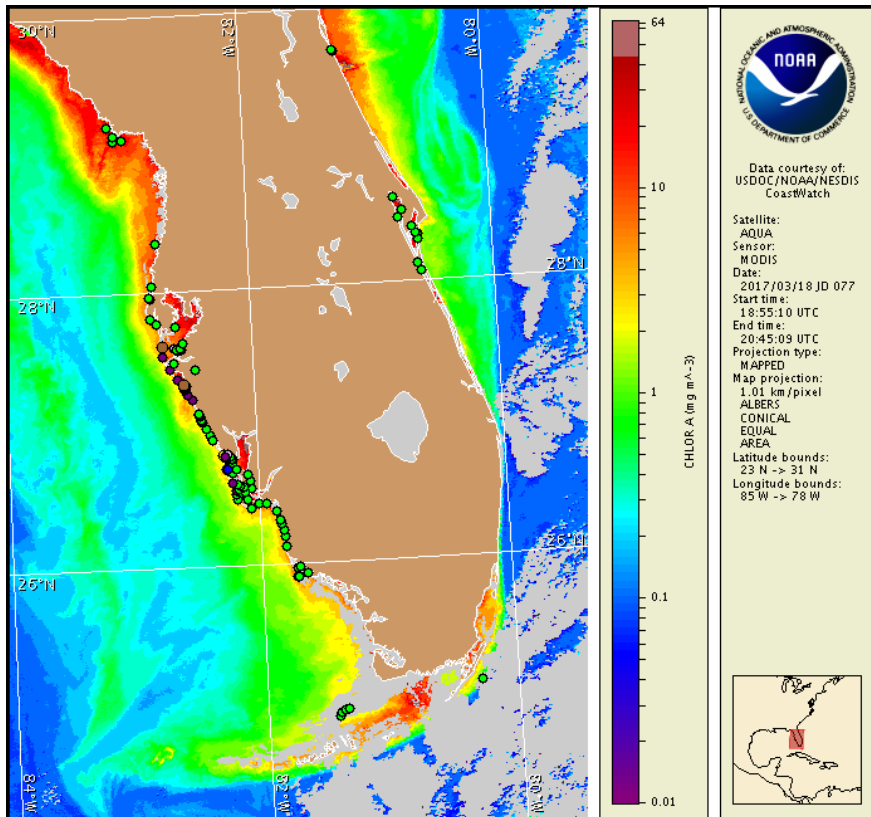 30°N
82°W
80°W
28°N
28°N
26°N
26°N
84°W
82°W
80°W
64
10
1
0.1
0.01
CHLOR A (mg m^-3)
NATIONAL OCEANIC AND ATMOSPHERIC ADMINISTRATION
NOAA
U.S. DEPARTMENT OF COMMERCE
Data courtesy of:
USDOC/NOAA/NESDIS
CoastWatch
Satellite:
AQUA
Sensor:
MODIS
Date:
2017/03/18 JD 077
Start time:
18:55:10 UTC
End time:
20:45:09 UTC
Projection type:
MAPPED
Map projection:
1.01 km/pixel
ALBERS
CONICAL
EQUAL
AREA
Latitude bounds:
23 N -> 31 N
Longitude bounds:
85 W -> 78 W